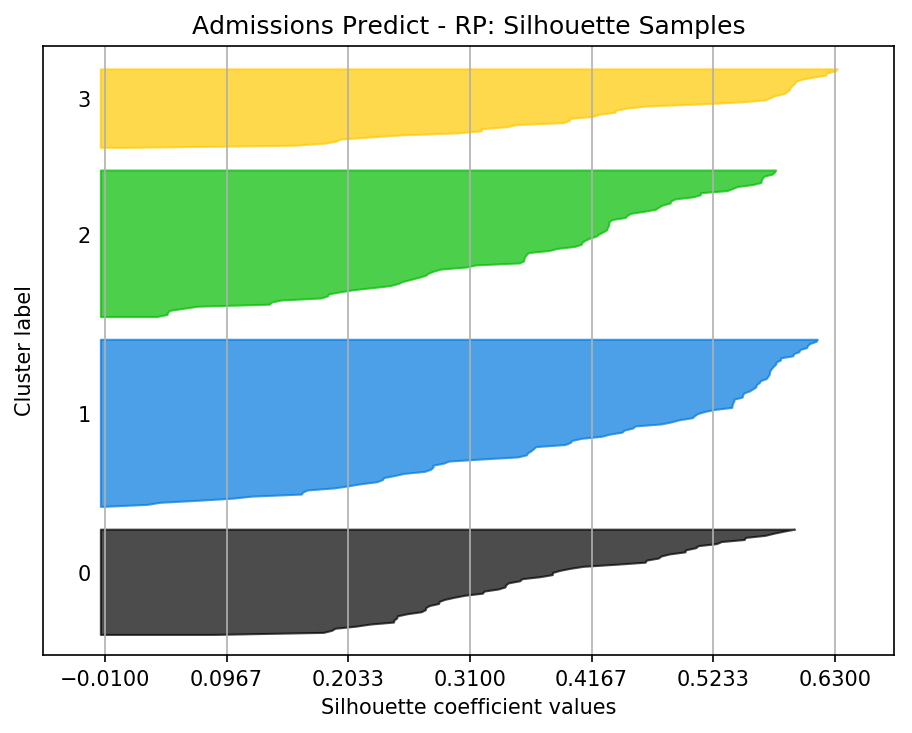 Admissions Predict - RP: Silhouette Samples
3
2
1
0
Cluster label
−0.0100 0.0967 0.2033 0.3100 0.4167 0.5233 0.6300
Silhouette coefficient values